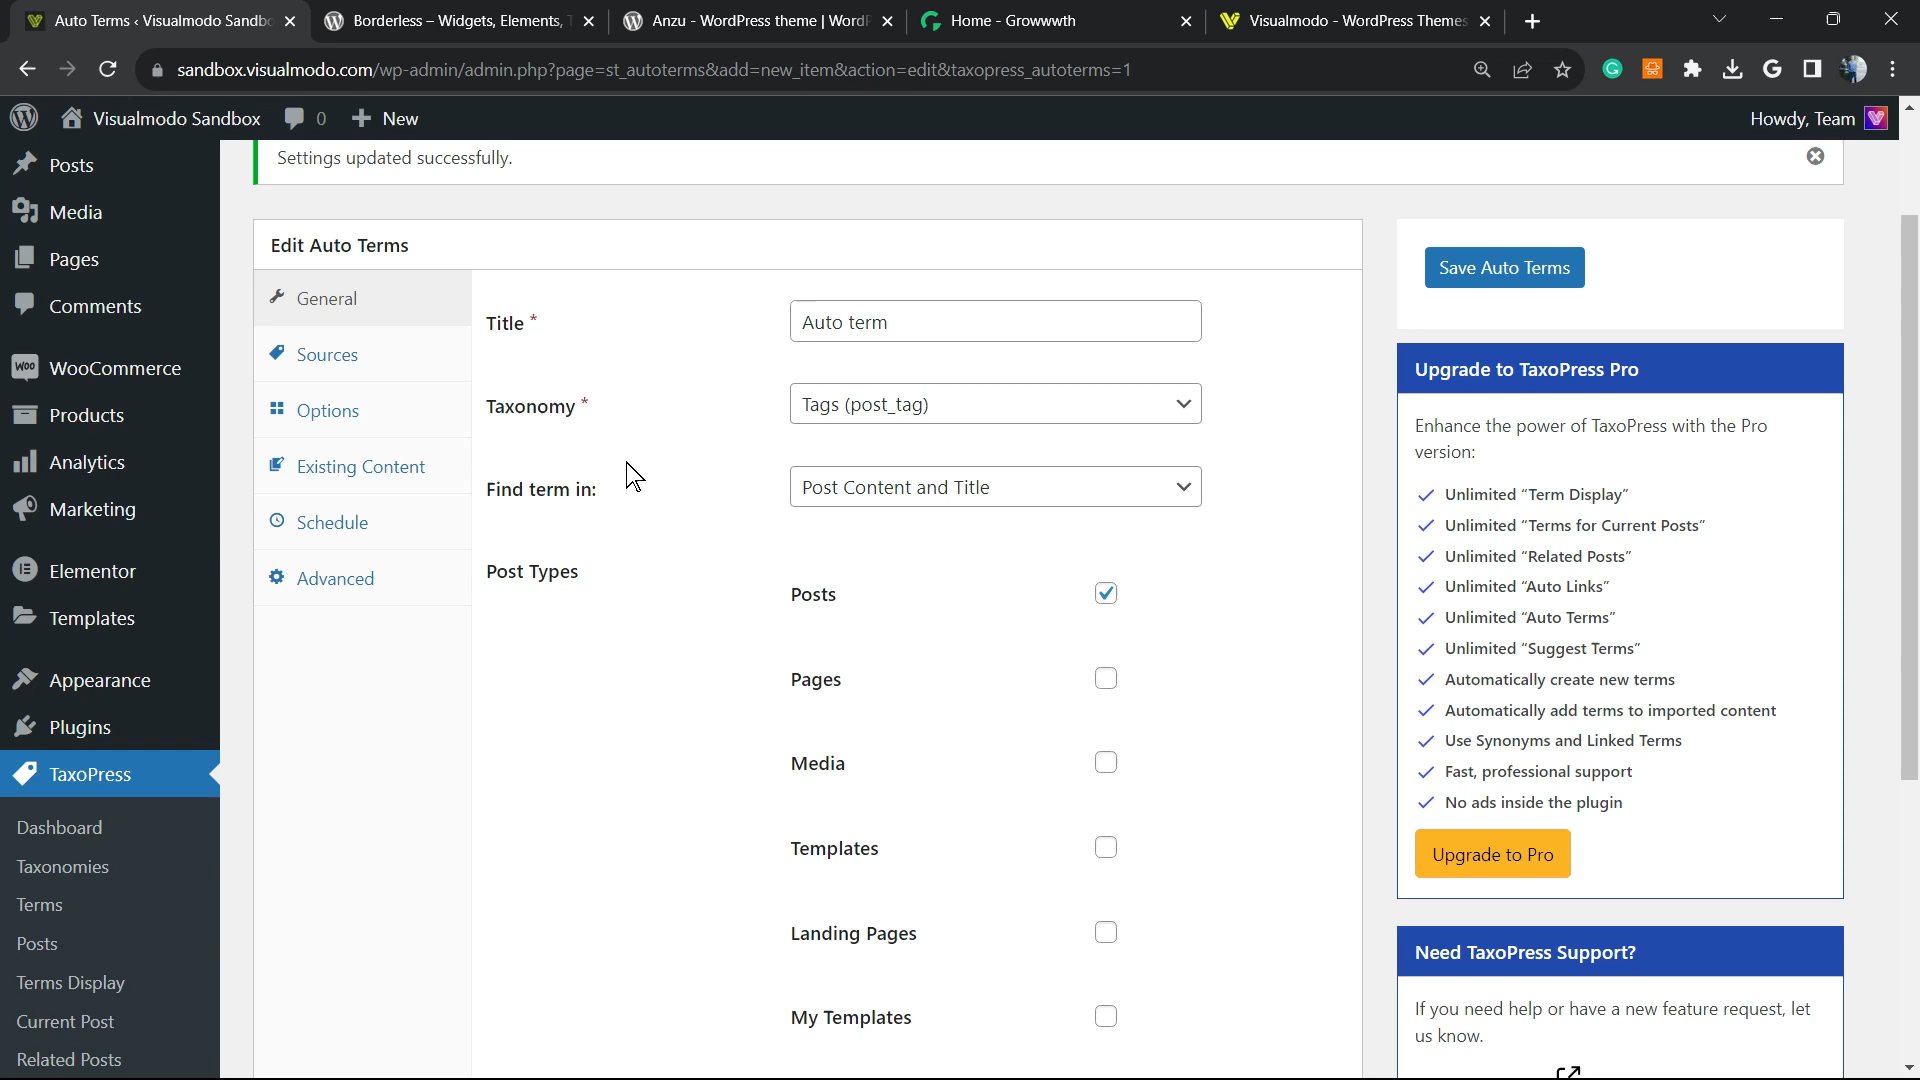 Auto Terms ‹ Visualmodo Sandbo
Borderless – Widgets, Elements, T
Anzu - WordPress theme | WordP
Home - Growwwth
Visualmodo - WordPress Themes
sandbox.visualmodo.com/wp-admin/admin.php?page=st_autoterms&add=new_item&action=edit&taxopress_autoterms=1
Visualmodo Sandbox
0
New
Howdy, Team
Posts
Media
Pages
Comments
WooCommerce
Products
Analytics
Marketing
Elementor
Templates
Appearance
Plugins
TaxoPress
Dashboard
Taxonomies
Terms
Posts
Terms Display
Current Post
Related Posts
Settings updated successfully.
Edit Auto Terms
General
Sources
Options
Existing Content
Schedule
Advanced
Title *
Auto term
Taxonomy *
Tags (post_tag)
Find term in:
Post Content and Title
Post Types
Posts
Pages
Media
Templates
Landing Pages
My Templates
Save Auto Terms
Upgrade to TaxoPress Pro
Enhance the power of TaxoPress with the Pro
version:
Unlimited “Term Display”
Unlimited “Terms for Current Posts”
Unlimited “Related Posts”
Unlimited “Auto Links”
Unlimited “Auto Terms”
Unlimited “Suggest Terms”
Automatically create new terms
Automatically add terms to imported content
Use Synonyms and Linked Terms
Fast, professional support
No ads inside the plugin
Upgrade to Pro
Need TaxoPress Support?
If you need help or have a new feature request, let
us know.